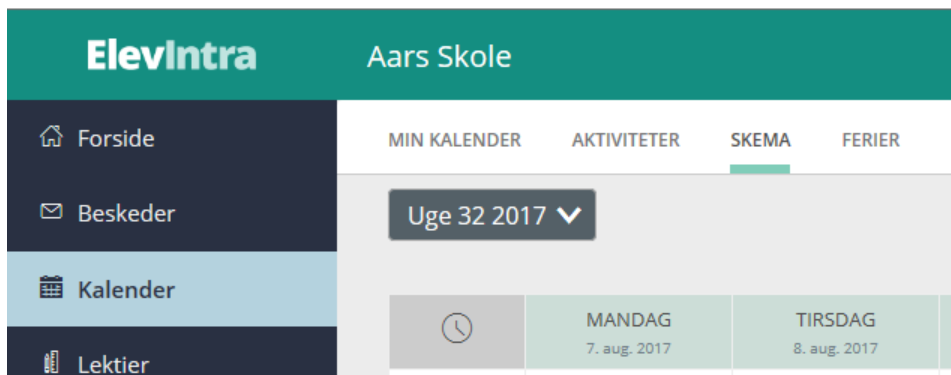 ElevIntra
Aars Skole
Forside
Beskeder
Kalender
Lektier
MIN KALENDER AKTIVITETER SKEMA FERIER
Uge 32 2017
MANDAG TIRSDAG
7. aug. 2017 8. aug. 2017